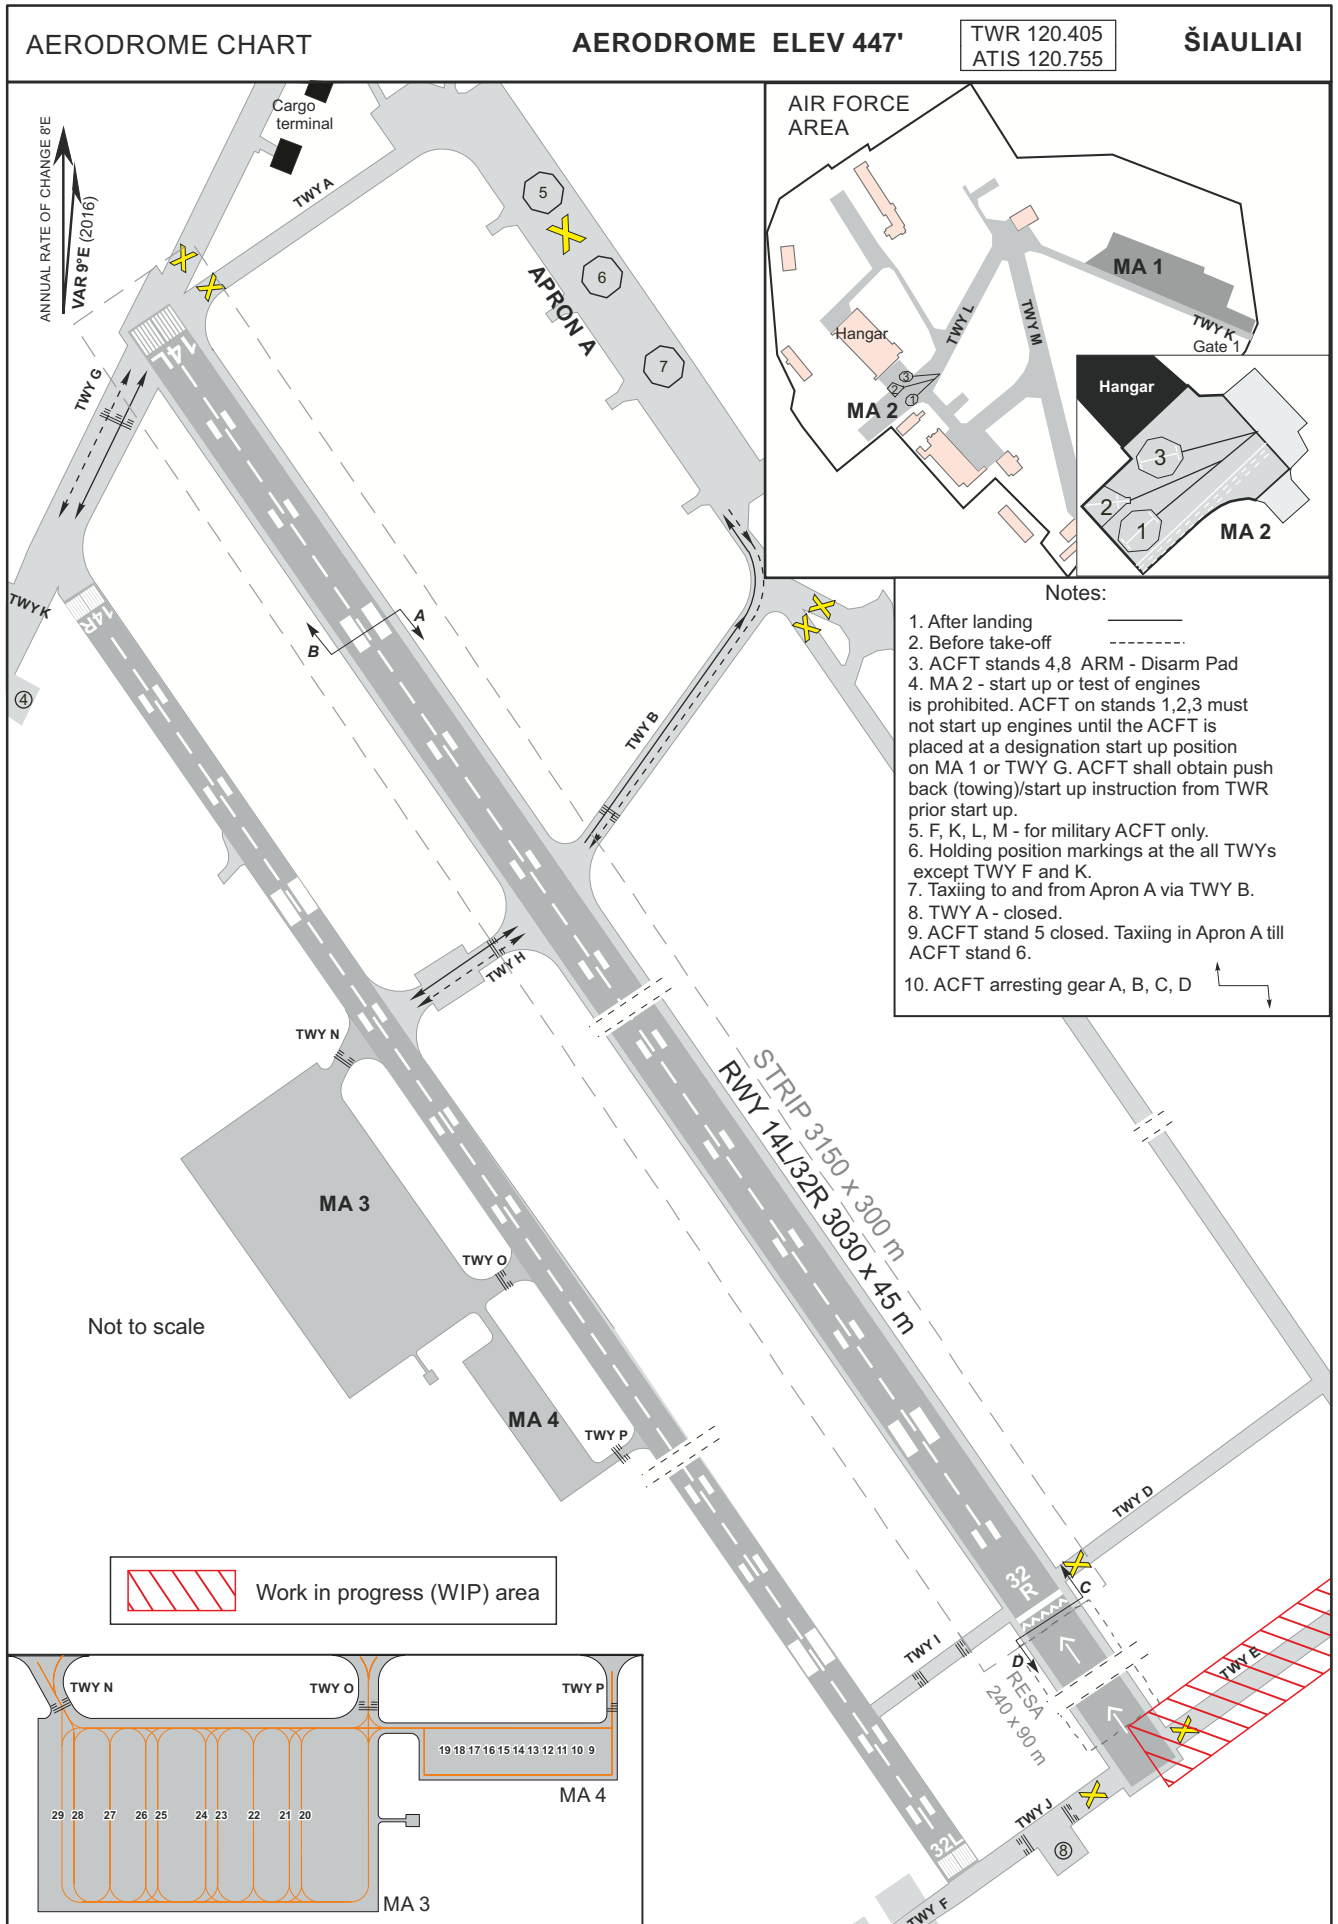 AERODROME CHART
AERODROME ELEV 447'
TWR 120.405
ATIS 120.755
ŠIAULIAI
ANNUAL RATE OF CHANGE 8'E
VAR 9°E (2016)
Cargo
terminal
TWY A
5
6
7
APRON A
14L
TWY G
TWY K
14R
4
A
B
TWY B
TWY H
TWY N
MA 3
TWY O
MA 4
TWY P
Not to scale
STRIP 3150 x 300 m
RWY 14L/32R 3030 x 45 m
AIR FORCE
AREA
MA 1
TWY L
TWY M
TWY K
Gate 1
Hangar
3
2
1
MA 2
Hangar
3
2
1
MA 2
Notes:
1. After landing
2. Before take-off
3. ACFT stands 4,8 ARM - Disarm Pad
4. MA 2 - start up or test of engines
is prohibited. ACFT on stands 1,2,3 must
not start up engines until the ACFT is
placed at a designation start up position
on MA 1 or TWY G. ACFT shall obtain push
back (towing)/start up instruction from TWR
prior start up.
5. F, K, L, M - for military ACFT only.
6. Holding position markings at the all TWYs
except TWY F and K.
7. Taxiing to and from Apron A via TWY B.
8. TWY A - closed.
9. ACFT stand 5 closed. Taxiing in Apron A till
ACFT stand 6.
10. ACFT arresting gear A, B, C, D
TWY D
32
R
C
D
TWY I
RESA
240 x 90 m
TWY E
TWY J
8
32L
TWY F
Work in progress (WIP) area
TWY N
TWY O
TWY P
19 18 17 16 15 14 13 12 11 10 9
MA 4
29 28 27 26 25 24 23 22 21 20
MA 3